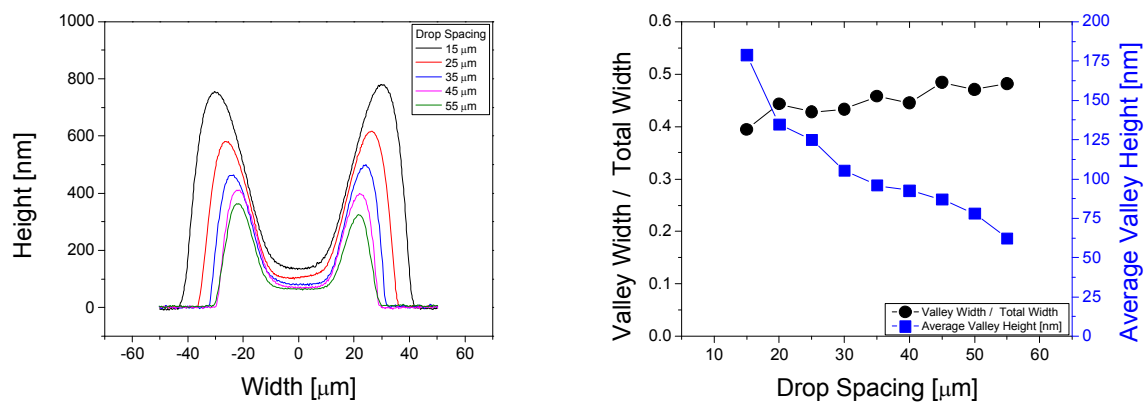 1000
800
600
400
200
0
Height [nm]
-60
-40
-20
0
20
40
60
Width [μm]
Drop Spacing
15 μm
25 μm
35 μm
45 μm
55 μm
0.6
0.5
0.4
0.3
0.2
0.1
0.0
Valley Width / Total Width
10
20
30
40
50
60
Drop Spacing [μm]
200
175
150
125
100
75
50
25
0
Average Valley Height [nm]
Valley Width / Total Width
Average Valley Height [nm]